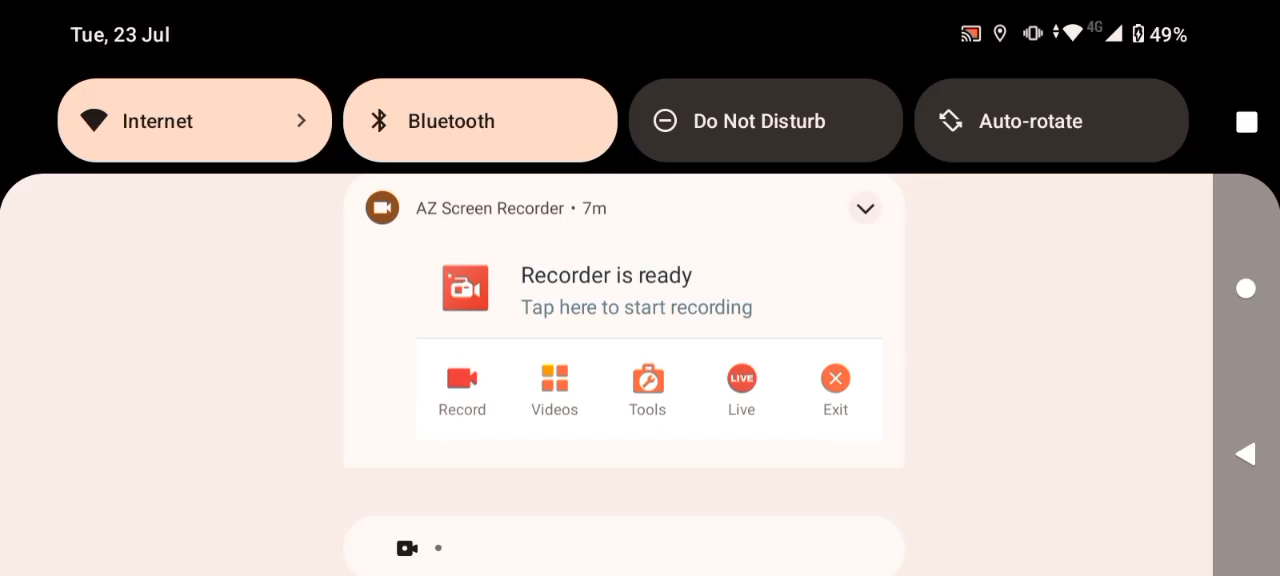 Tue, 23 Jul
4G 49%
Internet
Bluetooth
Do Not Disturb
Auto-rotate
AZ Screen Recorder • 7m
Recorder is ready
Tap here to start recording
LIVE
Record
Videos
Tools
Live
Exit